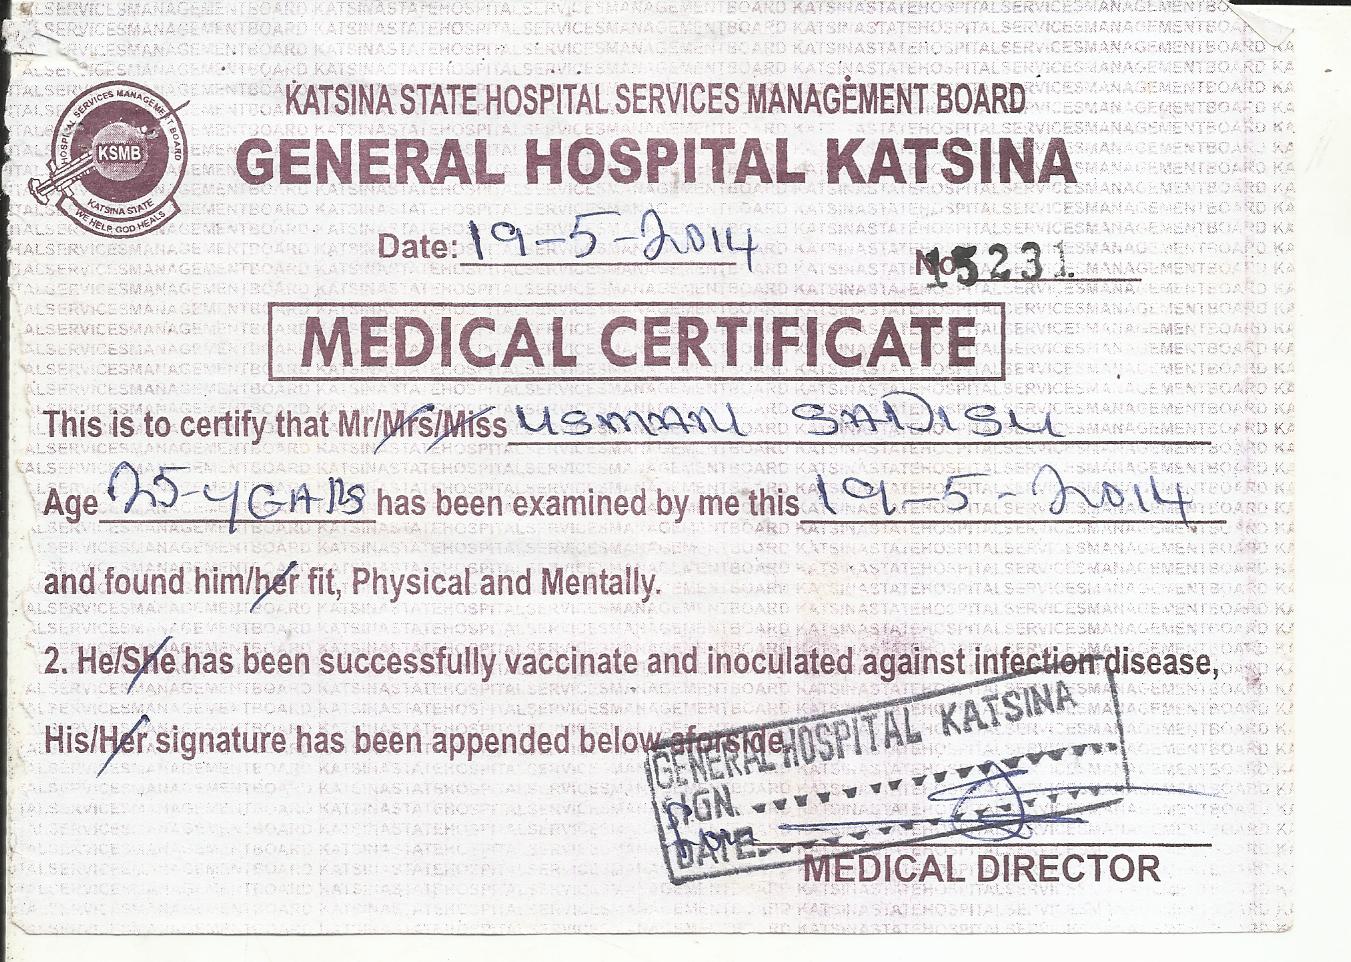 KATSINA STATE HOSPITAL SERVICES MANAGEMENT BOARD
GENERAL HOSPITAL KATSINA
HOSPITAL SERVICES MANAGEMENT BOARD
KSMB
KATSINA STATE
WE HELP GOD HEALS
Date: 19-5-2014
No 15231
MEDICAL CERTIFICATE
This is to certify that Mr/Mrs/Miss USMAN SADISU
Age 25-YEARS has been examined by me this 19-5-2014
and found him/her fit, Physical and Mentally.
2. He/She has been successfully vaccinate and inoculated against infection disease,
His/Her signature has been appended below aforside
GENERAL HOSPITAL KATSINA
SIGN.
DATE
MEDICAL DIRECTOR